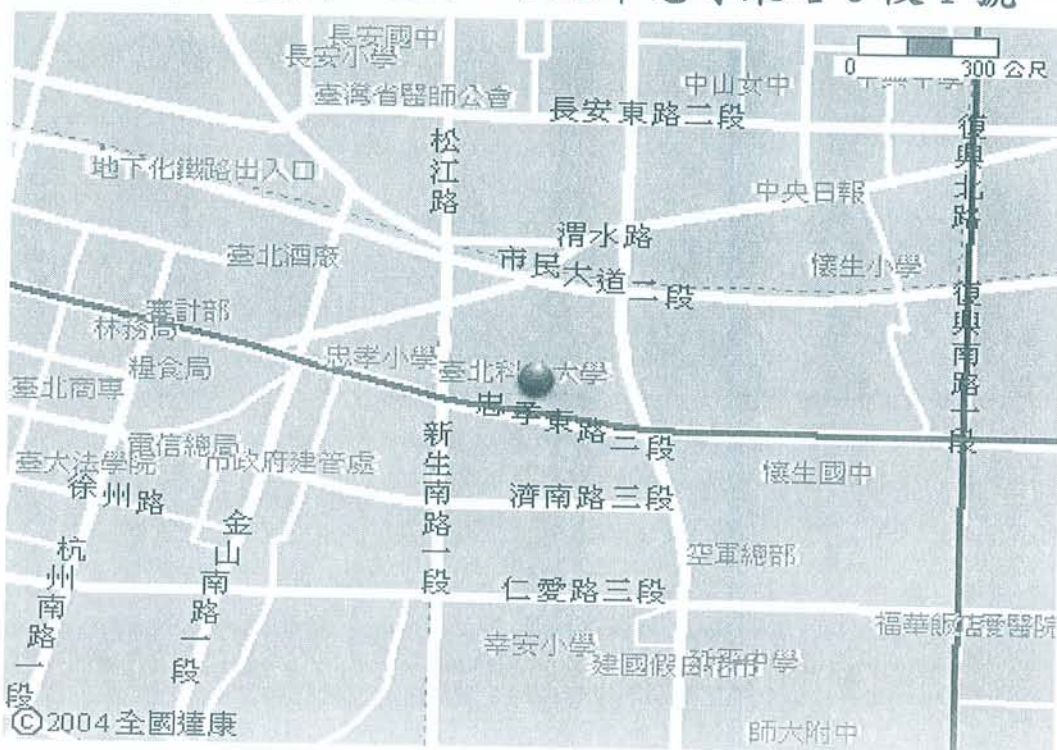 長安國中
長安小學
0 300 公尺
中山女中
臺灣省醫師公會
長安東路二段
松江路
復興北路
地下化鐵路出入口
中央日報
渭水路
臺北酒廠
市民大道二段
懷生小學
審計部
林務局
復興南路一段
忠孝小學
糧食局
臺北科 大學
臺北商專
忠孝東路二段
新生南路一段
電信總局
臺大法學院
市政府建管處
懷生國中
徐州路
濟南路三段
金山南路一段
杭州南路一段
空軍總部
仁愛路三段
幸安小學
建國假日花市
中學
福華飯店
愛醫院
©2004 全國達康
師大附中